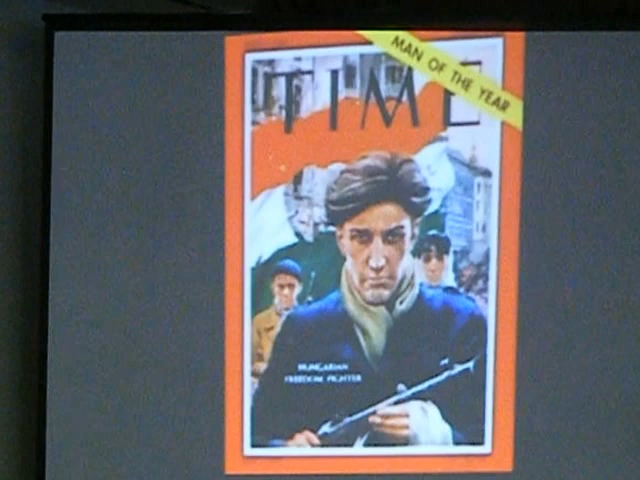 MAN OF THE YEAR
TIME
HUNGARIAN
FREEDOM FIGHTER